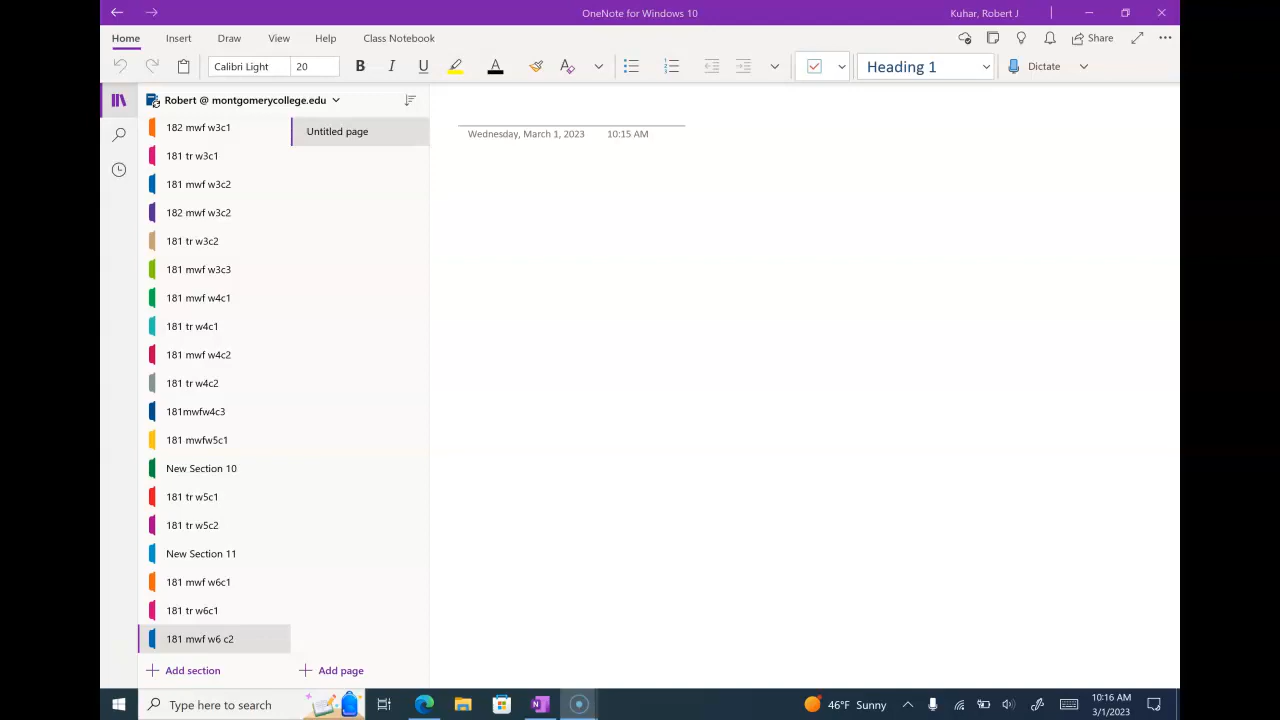 OneNote for Windows 10
Kuhar, Robert J
Home Insert Draw View Help Class Notebook
Share
Calibri Light 20 B I U A A Heading 1 Dictate
Robert @ montgomerycollege.edu
182 mwf w3c1
181 tr w3c1
181 mwf w3c2
182 mwf w3c2
181 tr w3c2
181 mwf w3c3
181 mwf w4c1
181 tr w4c1
181 mwf w4c2
181 tr w4c2
181mwfw4c3
181 mwfw5c1
New Section 10
181 tr w5c1
181 tr w5c2
New Section 11
181 mwf w6c1
181 tr w6c1
181 mwf w6 c2
Add section
Untitled page
Add page
Wednesday, March 1, 2023 10:15 AM
Type here to search
46°F Sunny
10:16 AM
3/1/2023